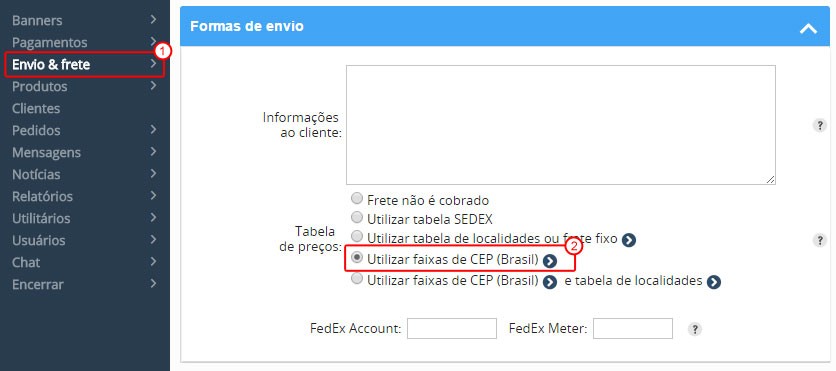 Banners
Pagamentos
1
Envio & frete
Produtos
Clientes
Pedidos
Mensagens
Notícias
Relatórios
Utilitários
Usuários
Chat
Encerrar
Formas de envio
Informações
ao cliente:
?
Tabela
de preços:
Frete não é cobrado
Utilizar tabela SEDEX
Utilizar tabela de localidades ou frete fixo
?
2
Utilizar faixas de CEP (Brasil)
Utilizar faixas de CEP (Brasil) e tabela de localidades
FedEx Account: FedEx Meter: ?